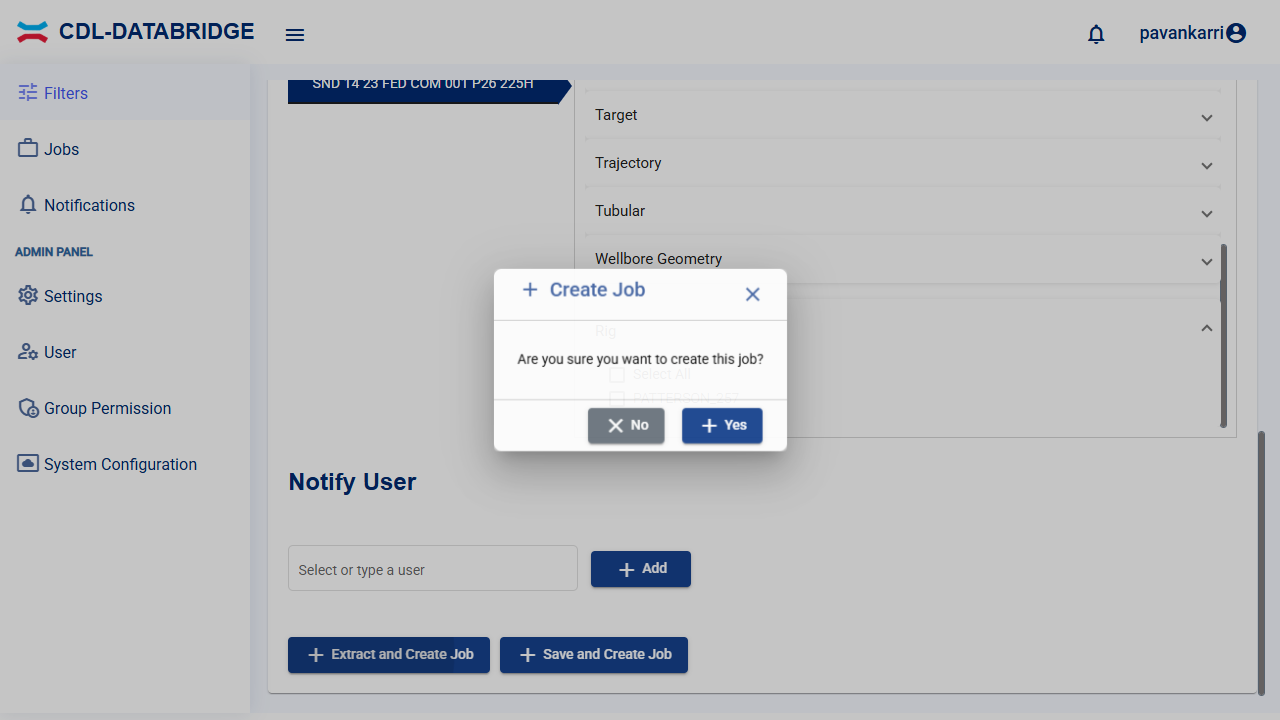 CDL-DATABRIDGE
pavankarri
Filters
Jobs
Notifications
ADMIN PANEL
Settings
User
Group Permission
System Configuration
SND 14 23 FED COM 001 P26 225H
Target
Trajectory
Tubular
Wellbore Geometry
Rig
Select All
PATTERSON_257
Create Job
Are you sure you want to create this job?
No
Yes
Notify User
Select or type a user
Add
Extract and Create Job
Save and Create Job